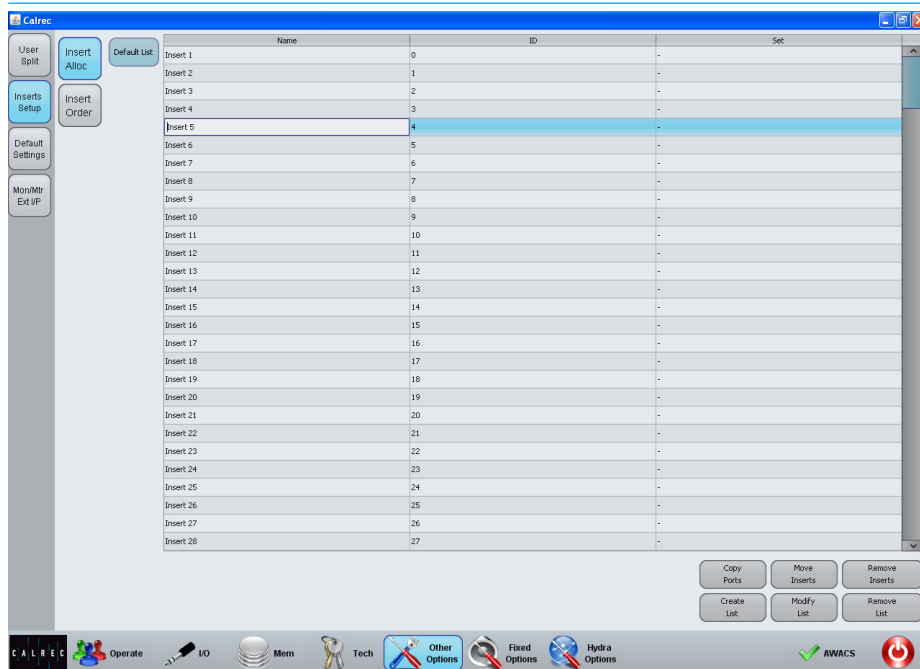 Calrec
User Split
Inserts Setup
Default Settings
Mon/Mtr Ext I/P
Insert Alloc
Insert Order
Default List
Name ID Set
Insert 1 0 -
Insert 2 1 -
Insert 3 2 -
Insert 4 3 -
Insert 5 4 -
Insert 6 5 -
Insert 7 6 -
Insert 8 7 -
Insert 9 8 -
Insert 10 9 -
Insert 11 10 -
Insert 12 11 -
Insert 13 12 -
Insert 14 13 -
Insert 15 14 -
Insert 16 15 -
Insert 17 16 -
Insert 18 17 -
Insert 19 18 -
Insert 20 19 -
Insert 21 20 -
Insert 22 21 -
Insert 23 22 -
Insert 24 23 -
Insert 25 24 -
Insert 26 25 -
Insert 27 26 -
Insert 28 27 -
Copy Ports
Move Inserts
Remove Inserts
Create List
Modify List
Remove List
CALREC
Operate
I/O
Mem
Tech
Other Options
Fixed Options
Hydra Options
AWACS